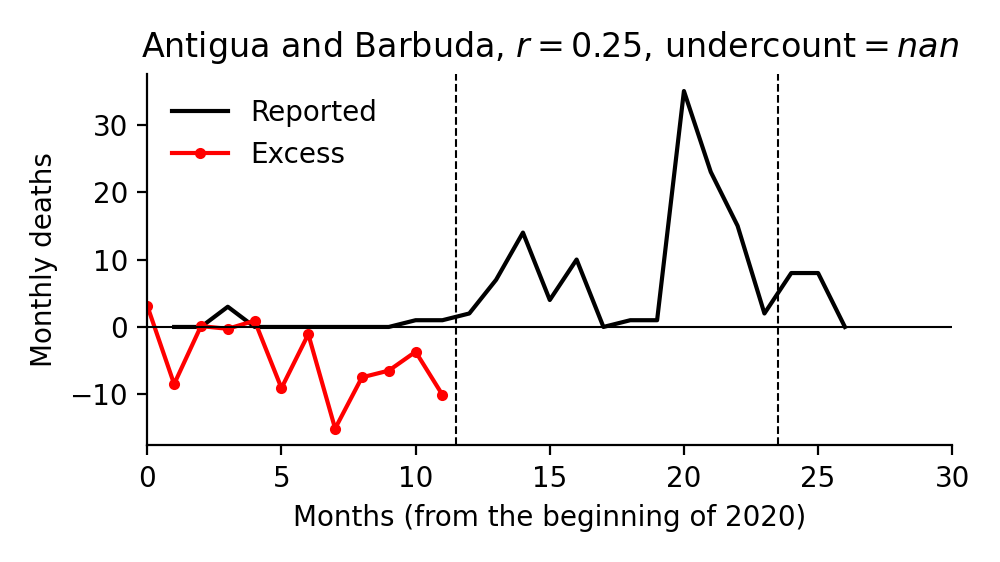 Antigua and Barbuda, r = 0.25, undercount = nan
Reported
Excess
Monthly deaths
30
20
10
0
−10
0 5 10 15 20 25 30
Months (from the beginning of 2020)